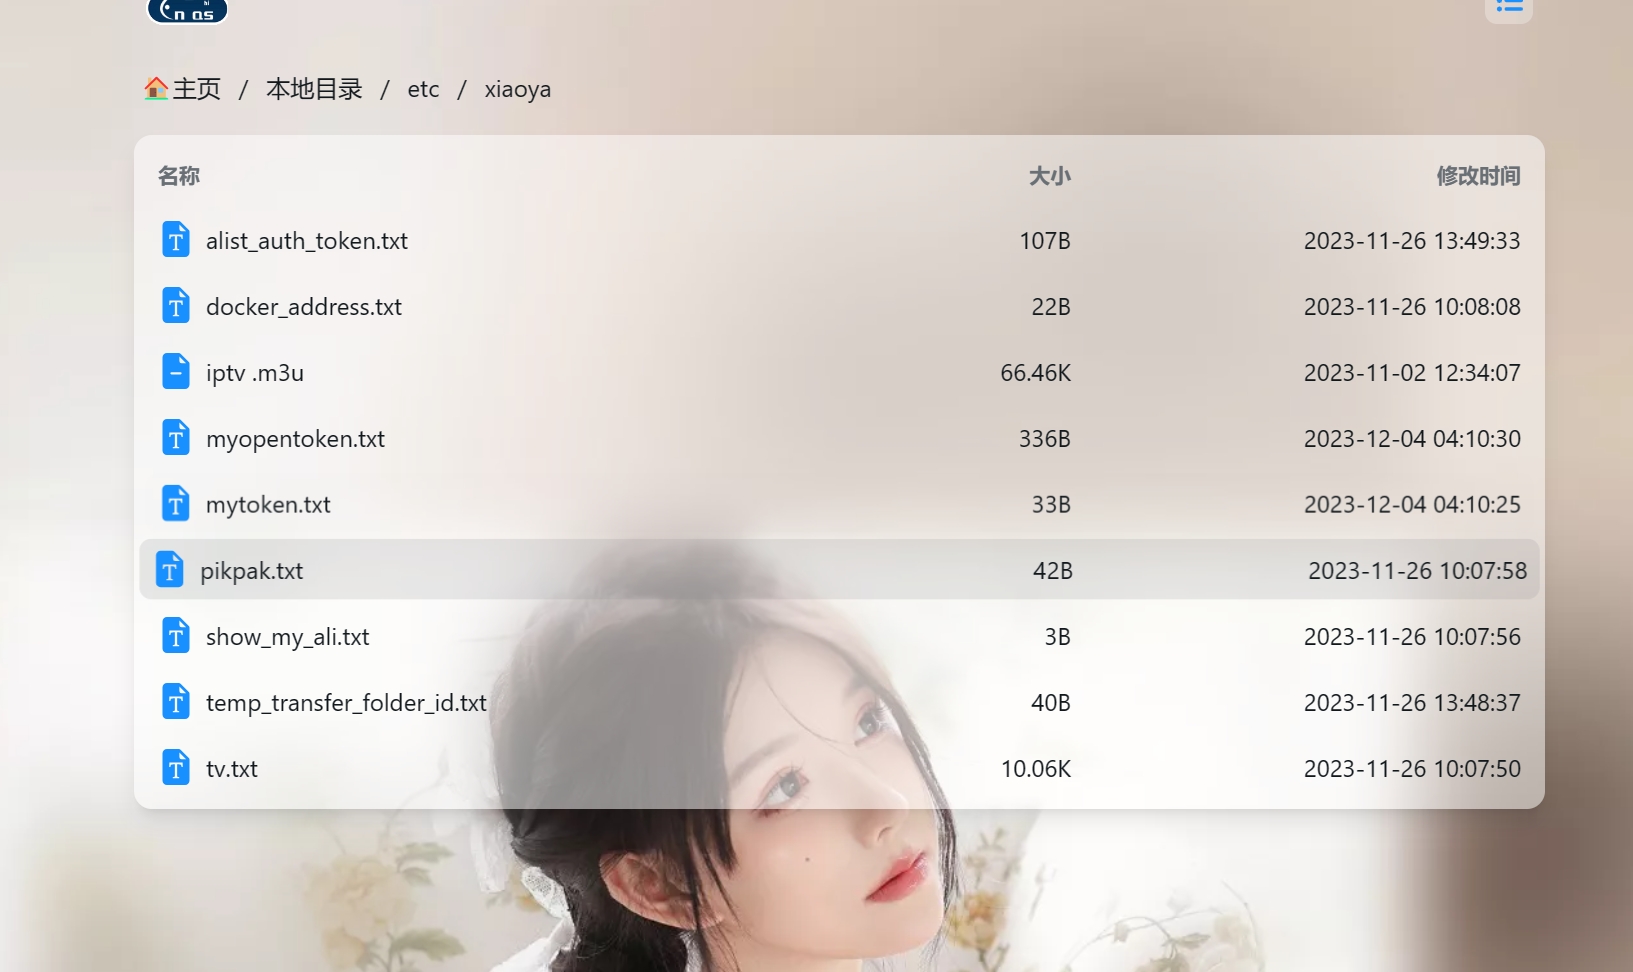 n as
主页 / 本地目录 / etc / xiaoya
名称 大小 修改时间
alist_auth_token.txt 107B 2023-11-26 13:49:33
docker_address.txt 22B 2023-11-26 10:08:08
iptv .m3u 66.46K 2023-11-02 12:34:07
myopentoken.txt 336B 2023-12-04 04:10:30
mytoken.txt 33B 2023-12-04 04:10:25
pikpak.txt 42B 2023-11-26 10:07:58
show_my_ali.txt 3B 2023-11-26 10:07:56
temp_transfer_folder_id.txt 40B 2023-11-26 13:48:37
tv.txt 10.06K 2023-11-26 10:07:50